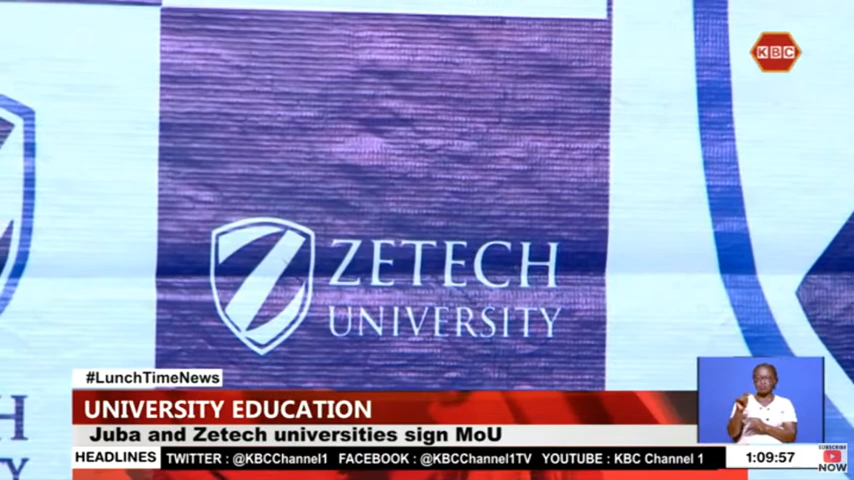 KBC
ZETECH
UNIVERSITY
#LunchTimeNews
UNIVERSITY EDUCATION
Juba and Zetech universities sign MoU
HEADLINES
TWITTER : @KBCChannel1 FACEBOOK : @KBCChannel1TV YOUTUBE : KBC Channel 1
1:09:57
SUBSCRIBE
NOW
H
Y